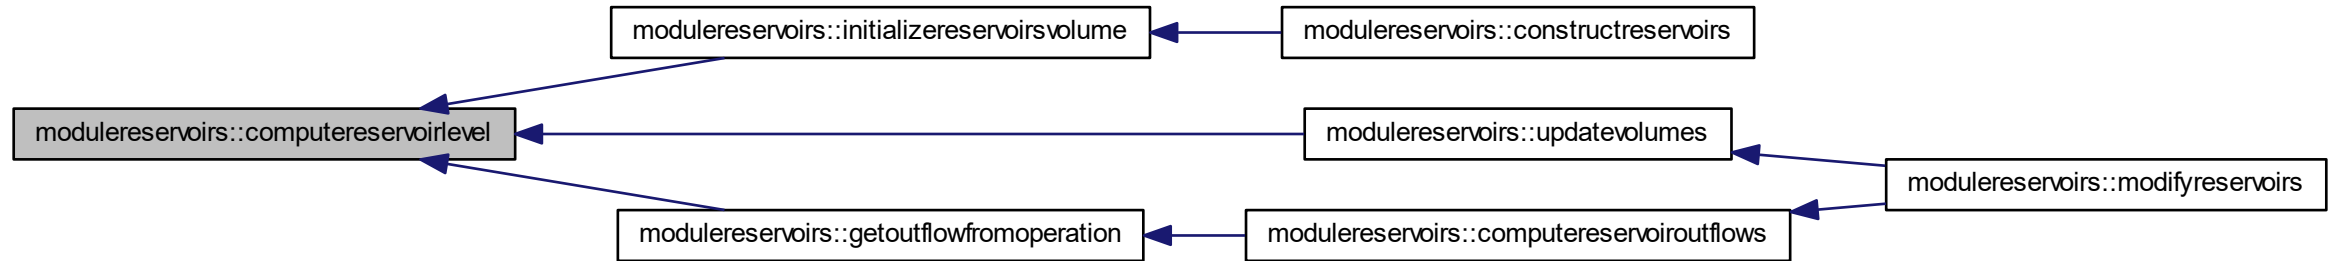 modulereservoirs::initializereservoirsvolume
modulereservoirs::constructreservoirs
modulereservoirs::computereservoirlevel
modulereservoirs::updatevolumes
modulereservoirs::modifyreservoirs
modulereservoirs::getoutflowfromoperation
modulereservoirs::computereservoiroutflows